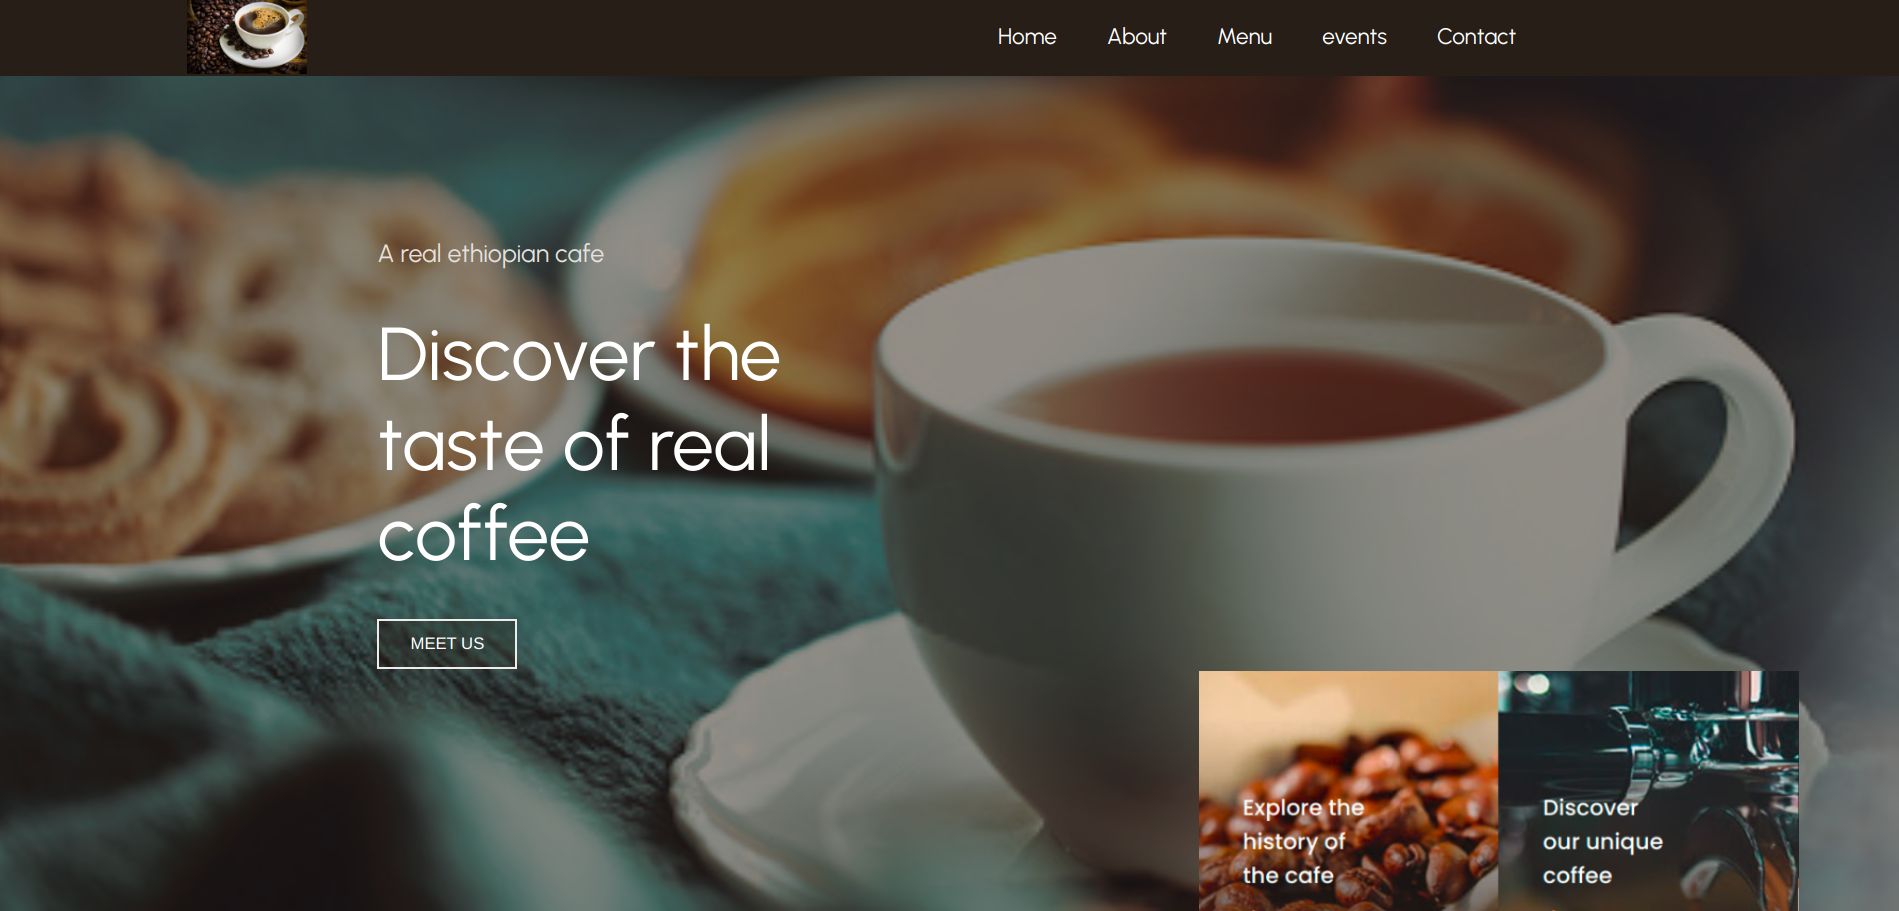 Home About Menu events Contact
A real ethiopian cafe
Discover the
taste of real
coffee
MEET US
Explore the
history of
the cafe
Discover
our unique
coffee